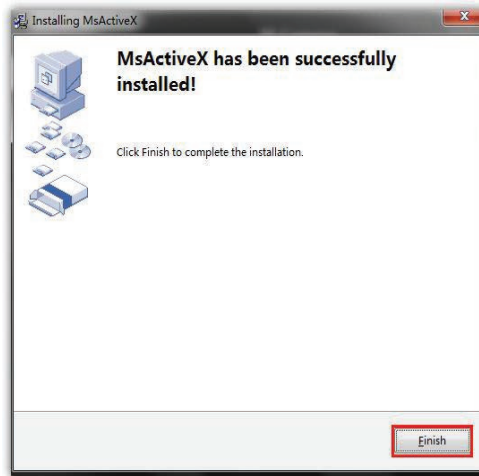 Installing MsActiveX
MsActiveX has been successfully
installed!
Click Finish to complete the installation.
Finish